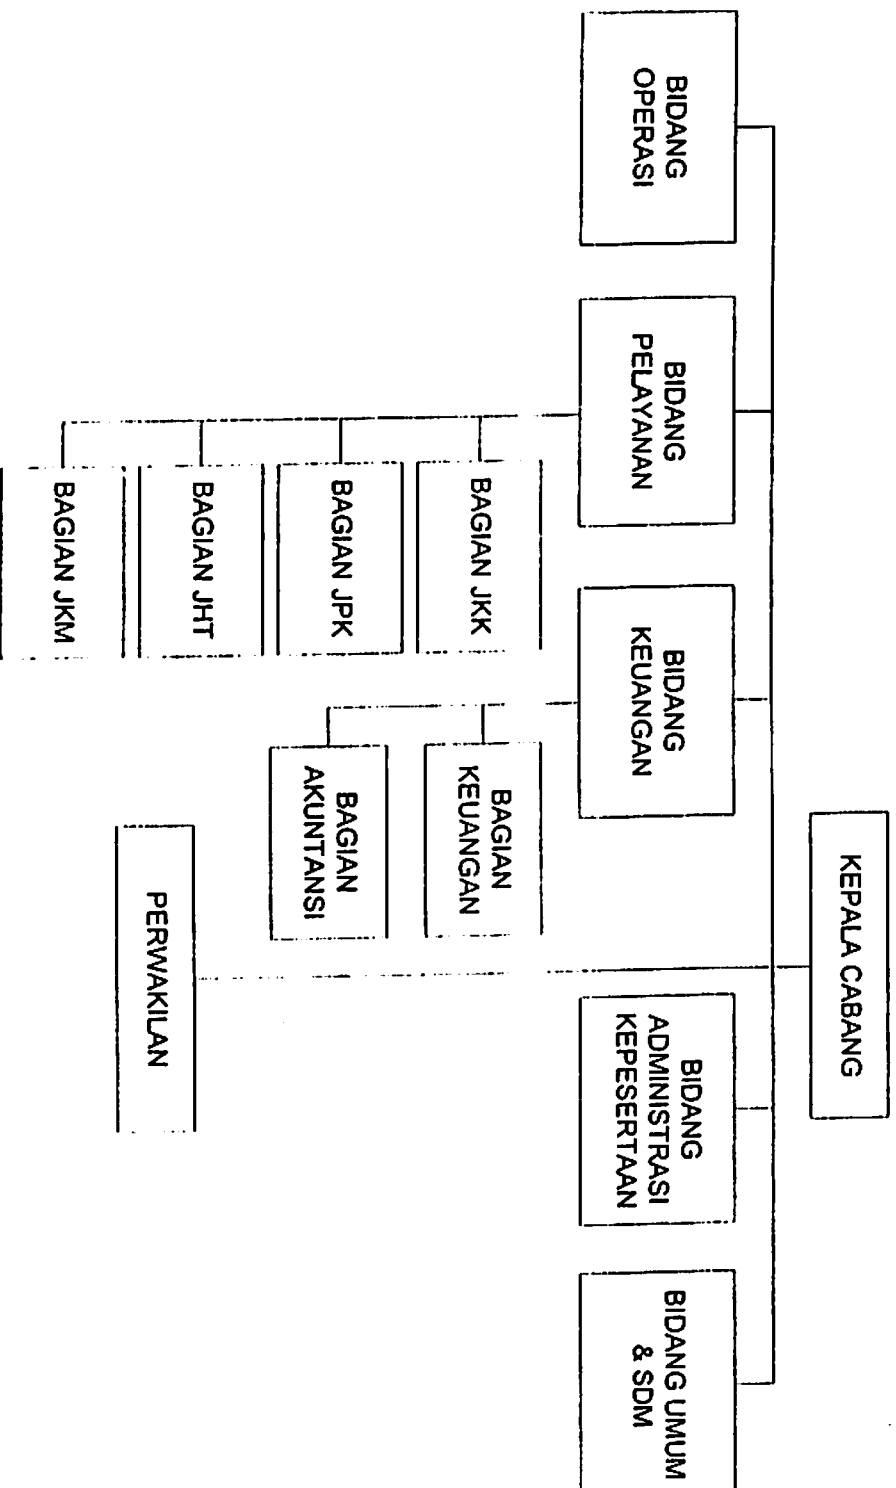 KEPALA CABANG
BIDANG
OPERASI
BIDANG
PELAYANAN
BIDANG
KEUANGAN
BIDANG
ADMINISTRASI
KEPESERTAAN
BIDANG UMUM
& SDM
BAGIAN JKK
BAGIAN JPK
BAGIAN JHT
BAGIAN JKM
BAGIAN
KEUANGAN
BAGIAN
AKUNTANSI
PERWAKILAN